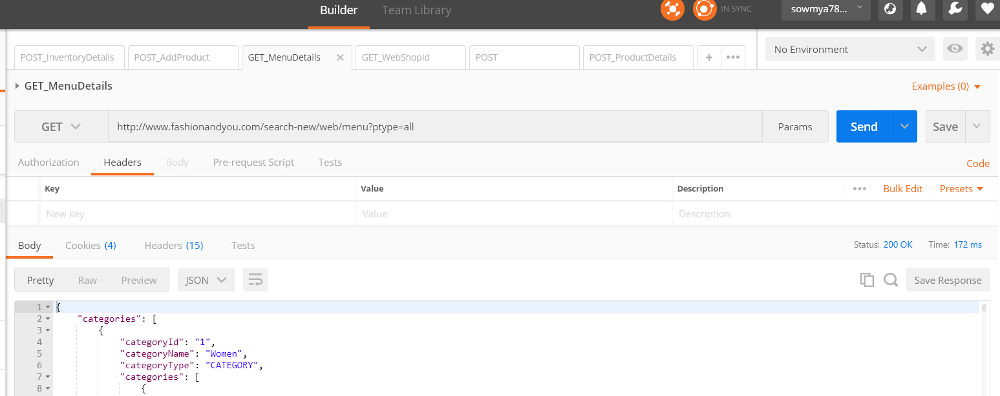 Builder Team Library IN SYNC sowmya78...
POST_InventoryDetails POST_AddProduct GET_MenuDetails × GET_WebShopId POST POST_ProductDetails + ••• No Environment
GET_MenuDetails Examples (0)
GET http://www.fashionandyou.com/search-new/web/menu?ptype=all Params Send Save
Authorization Headers Body Pre-request Script Tests Code
Key Value Description ••• Bulk Edit Presets
New key Value Description
Body Cookies (4) Headers (15) Tests Status: 200 OK Time: 172 ms
Pretty Raw Preview JSON Save Response
1 {
2 "categories": [
3 {
4 "categoryId": "1",
5 "categoryName": "Women",
6 "categoryType": "CATEGORY",
7 "categories": [
8 {